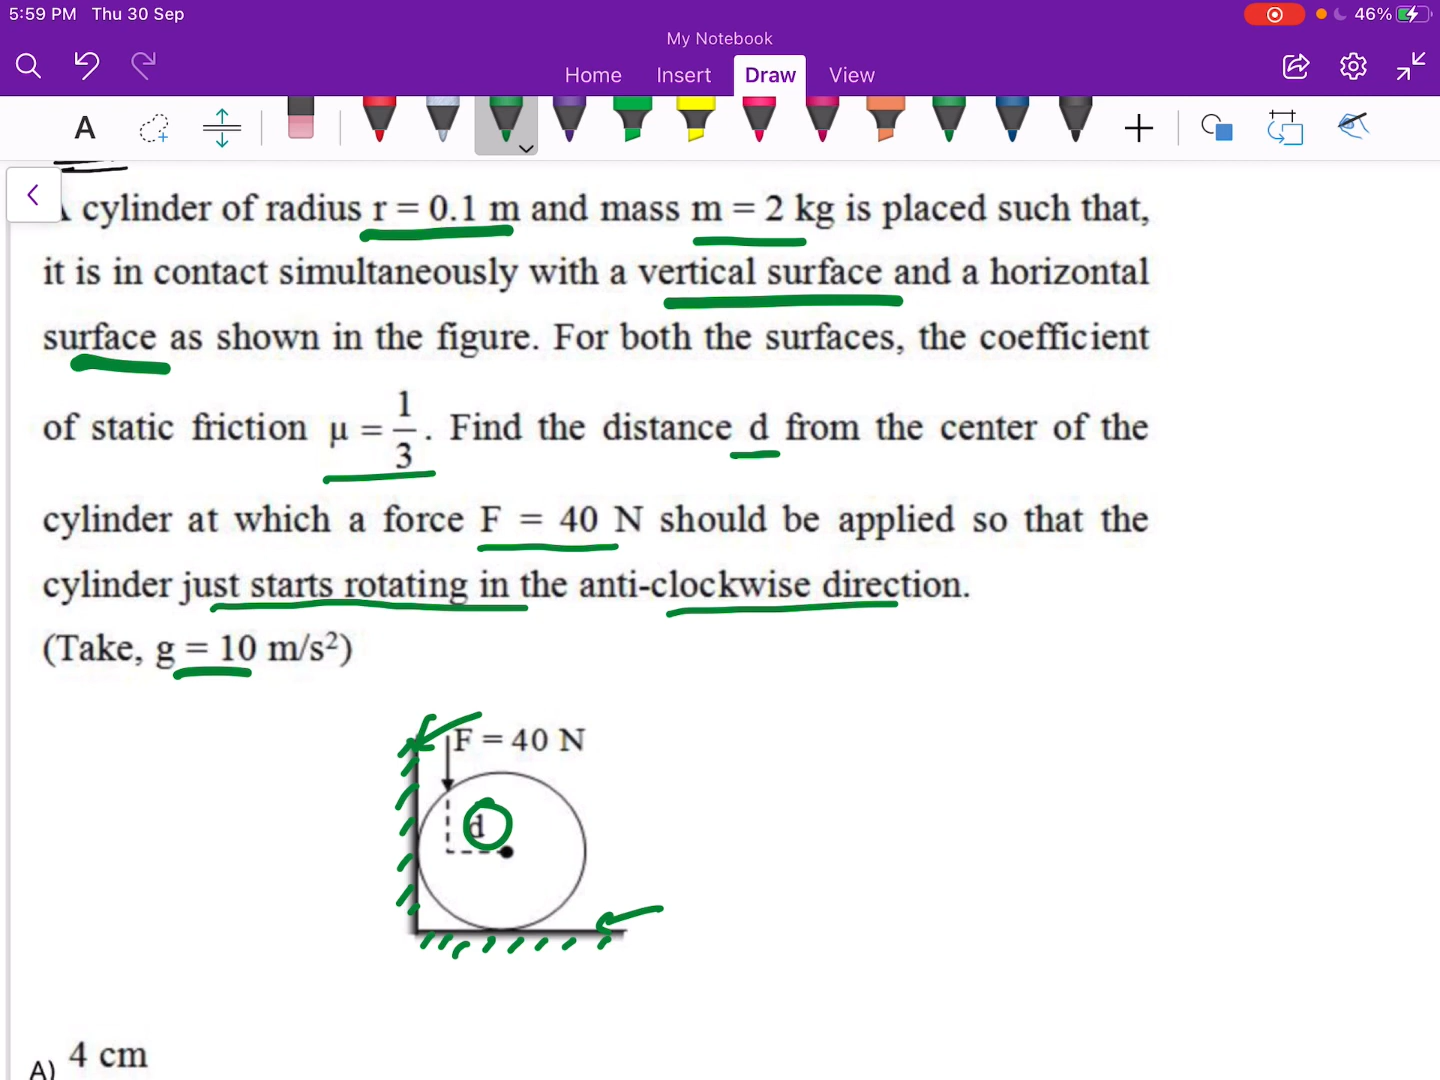 5:59 PM Thu 30 Sep
46%
My Notebook
Home Insert Draw View
A
cylinder of radius r = 0.1 m and mass m = 2 kg is placed such that,
it is in contact simultaneously with a vertical surface and a horizontal
surface as shown in the figure. For both the surfaces, the coefficient
of static friction μ = 1/3. Find the distance d from the center of the
cylinder at which a force F = 40 N should be applied so that the
cylinder just starts rotating in the anti-clockwise direction.
(Take, g = 10 m/s²)
F = 40 N
d
A) 4 cm